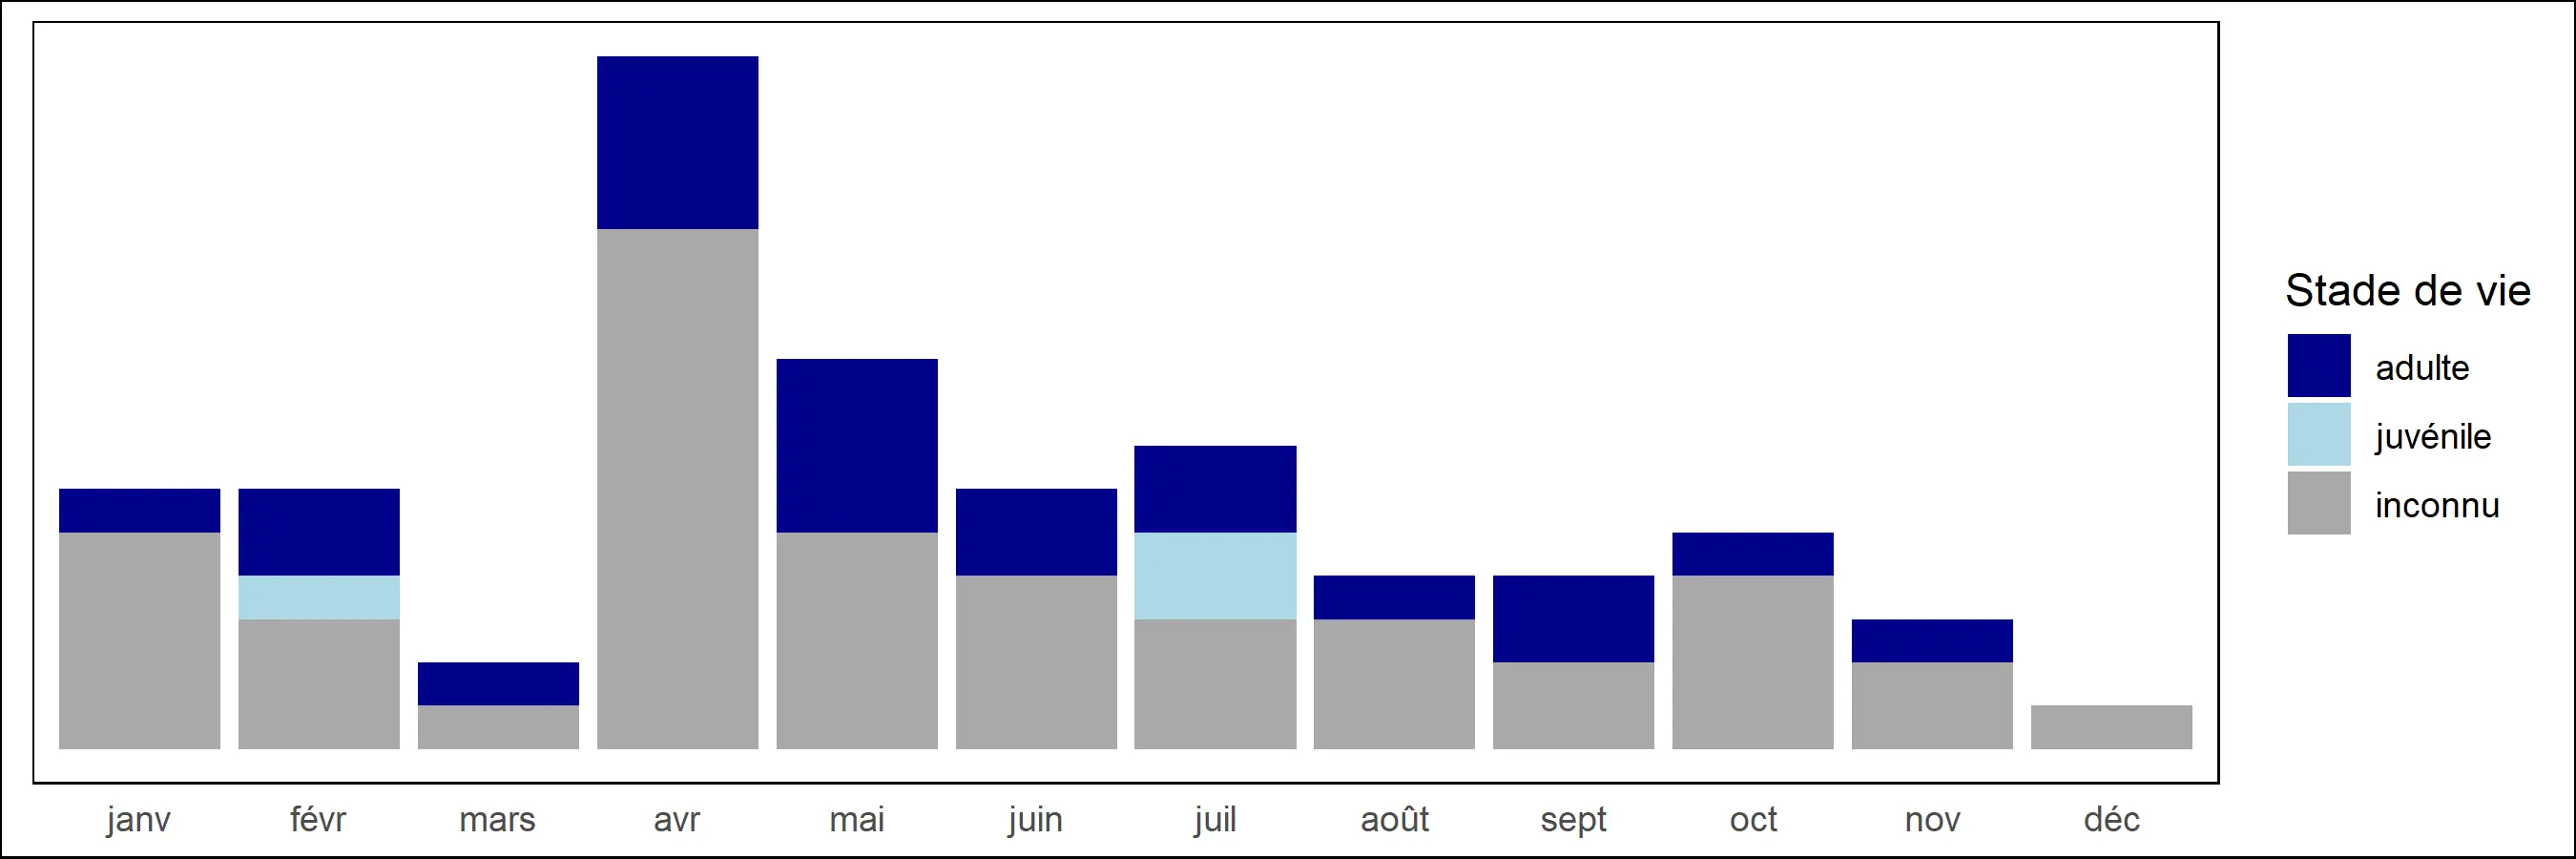 Stade de vie
adulte
juvénile
inconnu
janv févr mars avr mai juin juil août sept oct nov déc